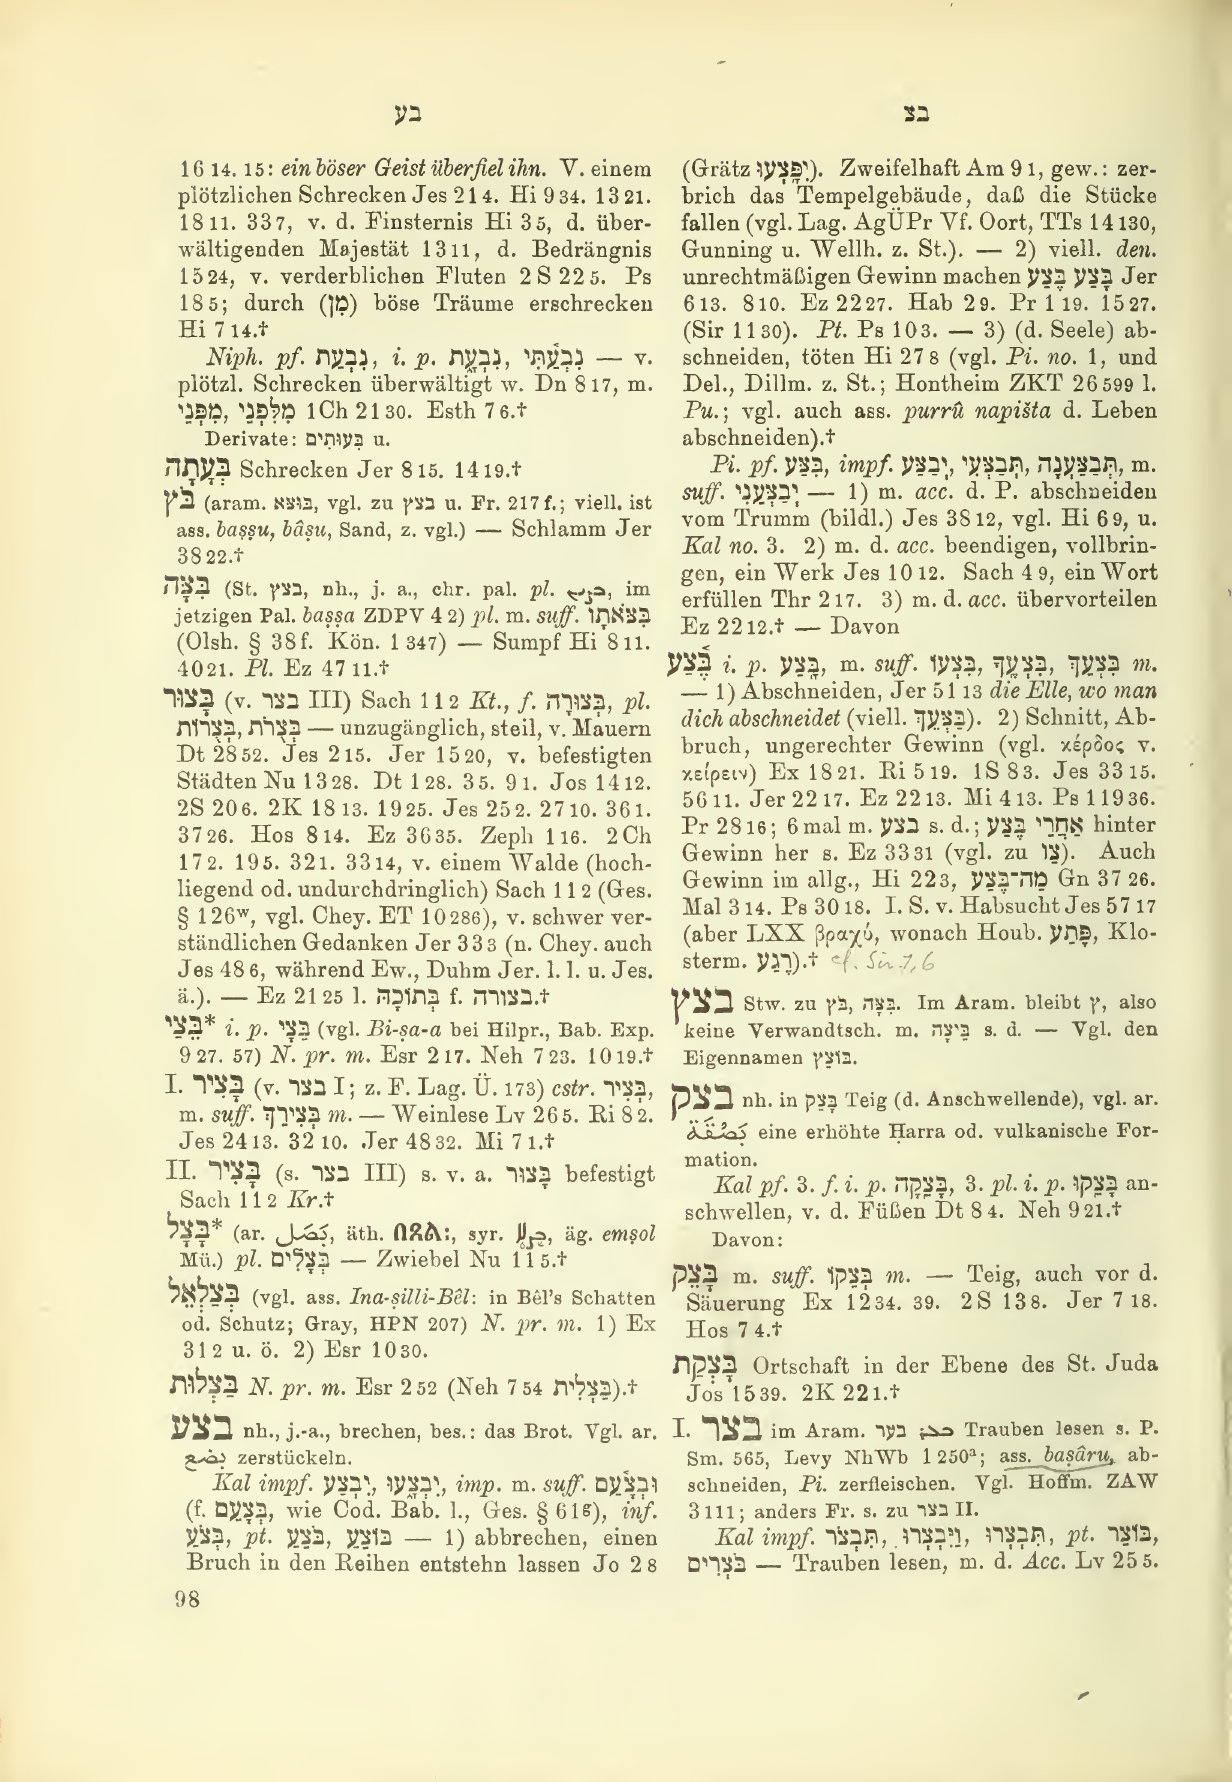 בע
בצ
16 14. 15: ein böser Geist überfiel ihn. V. einem
plötzlichen Schrecken Jes 21 4. Hi 9 34. 13 21.
18 11. 33 7, v. d. Finsternis Hi 3 5, d. über-
wältigenden Majestät 13 11, d. Bedrängnis
15 24, v. verderblichen Fluten 2 S 22 5. Ps
18 5; durch (מִן) böse Träume erschrecken
Hi 7 14.†
Niph. pf. נִבְעַת, i. p. נִבְעָ֑ת, נִבְעַ֫תִּי — v.
plötzl. Schrecken überwältigt w. Dn 8 17, m.
מִלִּפְנֵי, מִפְּנֵי 1Ch 21 30. Esth 7 6.†
Derivate: בִּעוּתִים u.
בְּעָתָה Schrecken Jer 8 15. 14 19.†
בֹּץ (aram. בּוּצָא, vgl. zu בצץ u. Fr. 217 f.; viell. ist
ass. baṣṣu, bâṣu, Sand, z. vgl.) — Schlamm Jer
38 22.†
בִּצָּה (St. בצץ, nh., j. a., chr. pal. pl. , im
jetzigen Pal. baṣṣa ZDPV 4 2) pl. m. suff. בִּצֹּאתָו
(Olsh. § 38 f. Kön. 1 347) — Sumpf Hi 8 11.
40 21. Pl. Ez 47 11.†
בָּצוּר (v. בצר III) Sach 11 2 Kt., f. בְּצוּרָה, pl.
בְּצֻרֹת, בְּצֻרוֹת — unzugänglich, steil, v. Mauern
Dt 28 52. Jes 2 15. Jer 15 20, v. befestigten
Städten Nu 13 28. Dt 1 28. 3 5. 9 1. Jos 14 12.
2S 20 6. 2K 18 13. 19 25. Jes 25 2. 27 10. 36 1.
37 26. Hos 8 14. Ez 36 35. Zeph 1 16. 2 Ch
17 2. 19 5. 32 1. 33 14, v. einem Walde (hoch-
liegend od. undurchdringlich) Sach 11 2 (Ges.
§ 126ʷ, vgl. Chey. ET 10 286), v. schwer ver-
ständlichen Gedanken Jer 33 3 (n. Chey. auch
Jes 48 6, während Ew., Duhm Jer. l. l. u. Jes.
ä.). — Ez 21 25 l. בְּתוֹכָהּ f. בצורה.†
בֵּצַי* i. p. בֵּצָי (vgl. Bi-ṣa-a bei Hilpr., Bab. Exp.
9 27. 57) N. pr. m. Esr 2 17. Neh 7 23. 10 19.†
I. בָּצִיר (v. בצר I; z. F. Lag. Ü. 173) cstr. בְּצִיר,
m. suff. בְּצִירֵךְ m. — Weinlese Lv 26 5. Ri 8 2.
Jes 24 13. 32 10. Jer 48 32. Mi 7 1.†
II. בָּצִיר (s. בצר III) s. v. a. בָּצוּר befestigt
Sach 11 2 Kr.†
בָּצָל* (ar. بَصَل, äth. በጸል፡, syr. , äg. emṣol
Mü.) pl. בְּצָלִים — Zwiebel Nu 11 5.†
בְּצַלְאֵל (vgl. ass. Ina-ṣilli-Bêl: in Bêl's Schatten
od. Schutz; Gray, HPN 207) N. pr. m. 1) Ex
31 2 u. ö. 2) Esr 10 30.
בַּצְלוּת N. pr. m. Esr 2 52 (Neh 7 54 בַּצְלִית).†
בצע nh., j.-a., brechen, bes.: das Brot. Vgl. ar.
بضع zerstückeln.
Kal impf. יִבְצַע, יִבְצָ֑עוּ, imp. m. suff. וּבְצַ֫עַם
(f. בְּצַעַם, wie Cod. Bab. l., Ges. § 61ᵍ), inf.
בְּצֹעַ, pt. בֹּצֵעַ, בּוֹצֵעַ — 1) abbrechen, einen
Bruch in den Reihen entstehn lassen Jo 2 8
98
(Grätz יִפְצָ֑עוּ). Zweifelhaft Am 9 1, gew.: zer-
brich das Tempelgebäude, daß die Stücke
fallen (vgl. Lag. AgÜPr Vf. Oort, TTs 14 130,
Gunning u. Wellh. z. St.). — 2) viell. den.
unrechtmäßigen Gewinn machen בָּצַע בֶּצַע Jer
6 13. 8 10. Ez 22 27. Hab 2 9. Pr 1 19. 15 27.
(Sir 11 30). Pt. Ps 10 3. — 3) (d. Seele) ab-
schneiden, töten Hi 27 8 (vgl. Pi. no. 1, und
Del., Dillm. z. St.; Hontheim ZKT 26 599 l.
Pu.; vgl. auch ass. purrû napišta d. Leben
abschneiden).†
Pi. pf. בִּצַּע, impf. יְבַצַּע, תְּבַצְּעִי, תְּבַצַּעְנָה, m.
suff. יְבַצְּעֵנִי — 1) m. acc. d. P. abschneiden
vom Trumm (bildl.) Jes 38 12, vgl. Hi 6 9, u.
Kal no. 3. 2) m. d. acc. beendigen, vollbrin-
gen, ein Werk Jes 10 12. Sach 4 9, ein Wort
erfüllen Thr 2 17. 3) m. d. acc. übervorteilen
Ez 22 12.† — Davon
בֶּ֫צַע i. p. בָּ֑צַע, m. suff. בִּצְעוֹ, בִּצְעֶךָ, בִּצְעֵךְ m.
— 1) Abschneiden, Jer 51 13 die Elle, wo man
dich abschneidet (viell. בִּצְעֵךְ). 2) Schnitt, Ab-
bruch, ungerechter Gewinn (vgl. κέρδος v.
κείρειν) Ex 18 21. Ri 5 19. 1S 8 3. Jes 33 15.
56 11. Jer 22 17. Ez 22 13. Mi 4 13. Ps 119 36.
Pr 28 16; 6 mal m. בצע s. d.; אַחֲרֵי בֶצַע hinter
Gewinn her s. Ez 33 31 (vgl. zu צַו). Auch
Gewinn im allg., Hi 22 3, מַה־בֶּצַע Gn 37 26.
Mal 3 14. Ps 30 18. I. S. v. Habsucht Jes 57 17
(aber LXX βραχύ, wonach Houb. פֶּתַע, Klo-
sterm. רֶגַע).† cf. Sir 7,6
בצץ Stw. zu בֹּץ, בִּצָּה. Im Aram. bleibt ץ, also
keine Verwandtsch. m. בֵּיצָה s. d. — Vgl. den
Eigennamen בּוֹצֵץ.
בצק nh. in בָּצֵק Teig (d. Anschwellende), vgl. ar.
بَصْقَة eine erhöhte Harra od. vulkanische For-
mation.
Kal pf. 3. f. i. p. בָּצֵקָה, 3. pl. i. p. בָּצֵקוּ an-
schwellen, v. d. Füßen Dt 8 4. Neh 9 21.†
Davon:
בָּצֵק m. suff. בְּצֵקוֹ m. — Teig, auch vor d.
Säuerung Ex 12 34. 39. 2S 13 8. Jer 7 18.
Hos 7 4.†
בָּצְקַת Ortschaft in der Ebene des St. Juda
Jos 15 39. 2K 22 1.†
I. בצר im Aram. בער Trauben lesen s. P.
Sm. 565, Levy NhWb 1 250ᵃ; ass. baṣâru, ab-
schneiden, Pi. zerfleischen. Vgl. Hoffm. ZAW
3 111; anders Fr. s. zu בצר II.
Kal impf. תִּבְצֹר, וַיִּבְצְרוּ, תִּבְצְרוּ, pt. בּוֹצֵר,
בֹּצְרִים — Trauben lesen, m. d. Acc. Lv 25 5.